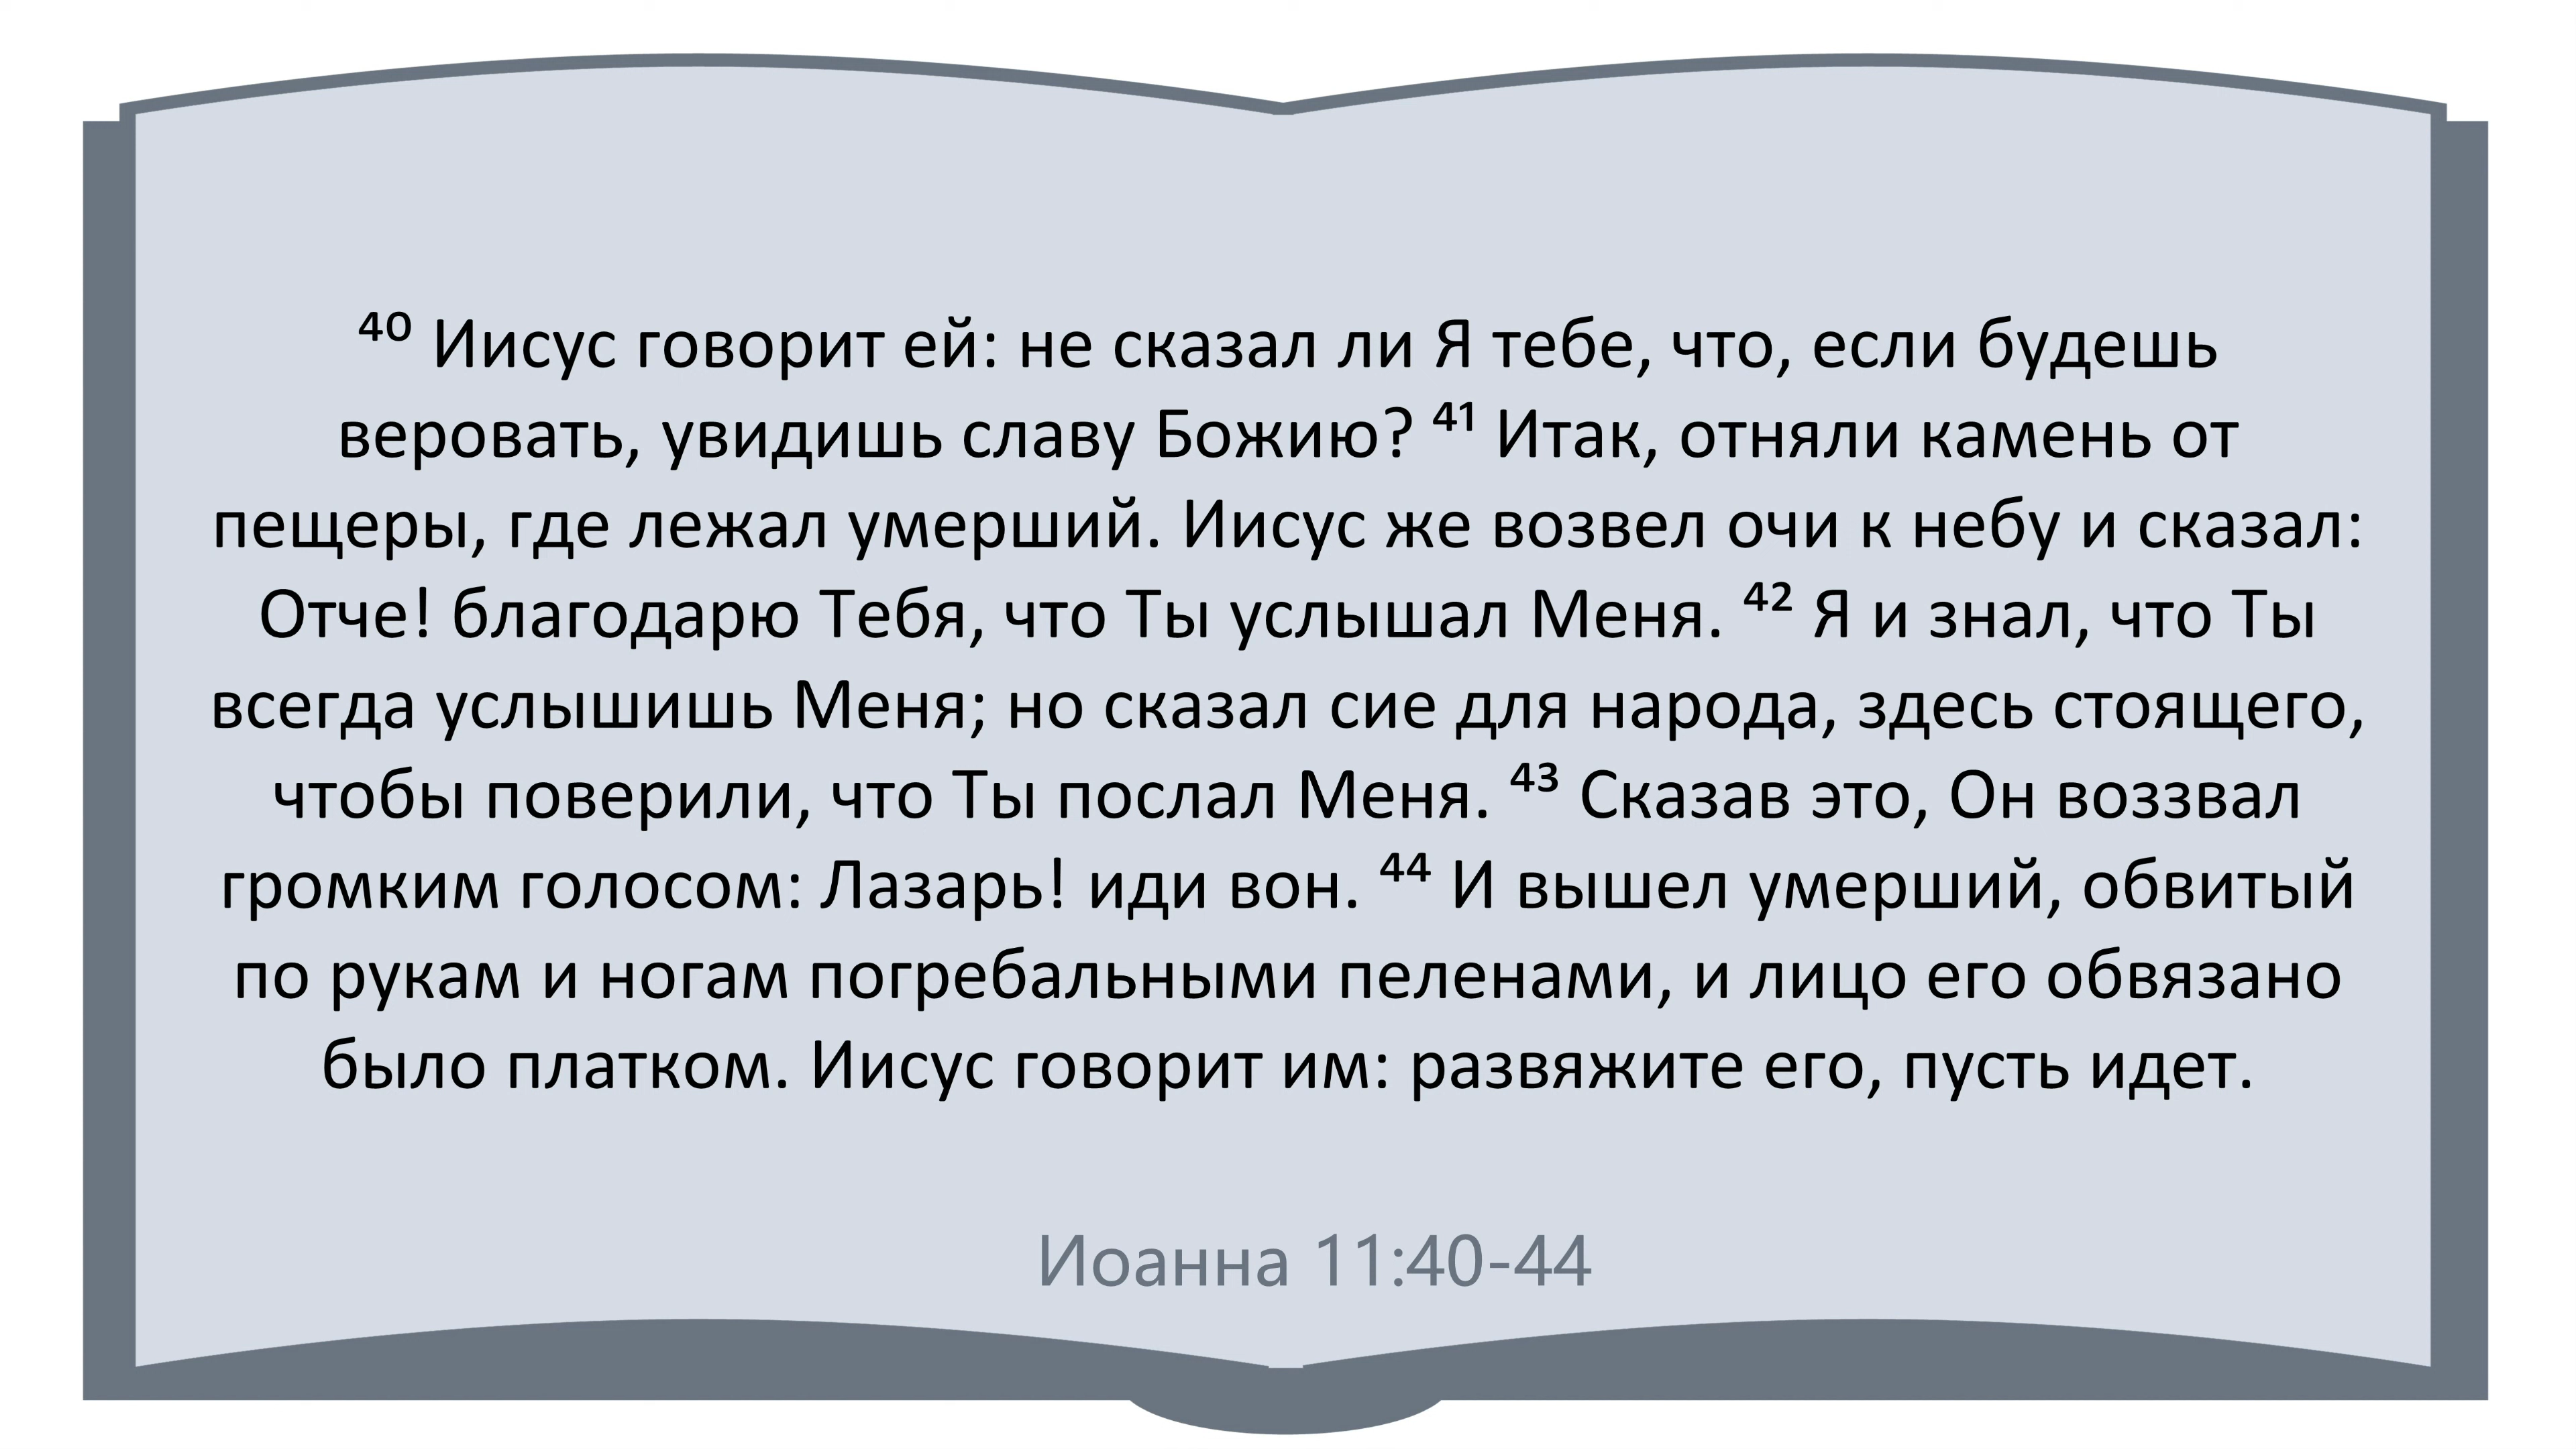 ⁴⁰ Иисус говорит ей: не сказал ли Я тебе, что, если будешь
веровать, увидишь славу Божию? ⁴¹ Итак, отняли камень от
пещеры, где лежал умерший. Иисус же возвел очи к небу и сказал:
Отче! благодарю Тебя, что Ты услышал Меня. ⁴² Я и знал, что Ты
всегда услышишь Меня; но сказал сие для народа, здесь стоящего,
чтобы поверили, что Ты послал Меня. ⁴³ Сказав это, Он воззвал
громким голосом: Лазарь! иди вон. ⁴⁴ И вышел умерший, обвитый
по рукам и ногам погребальными пеленами, и лицо его обвязано
было платком. Иисус говорит им: развяжите его, пусть идет.
Иоанна 11:40-44